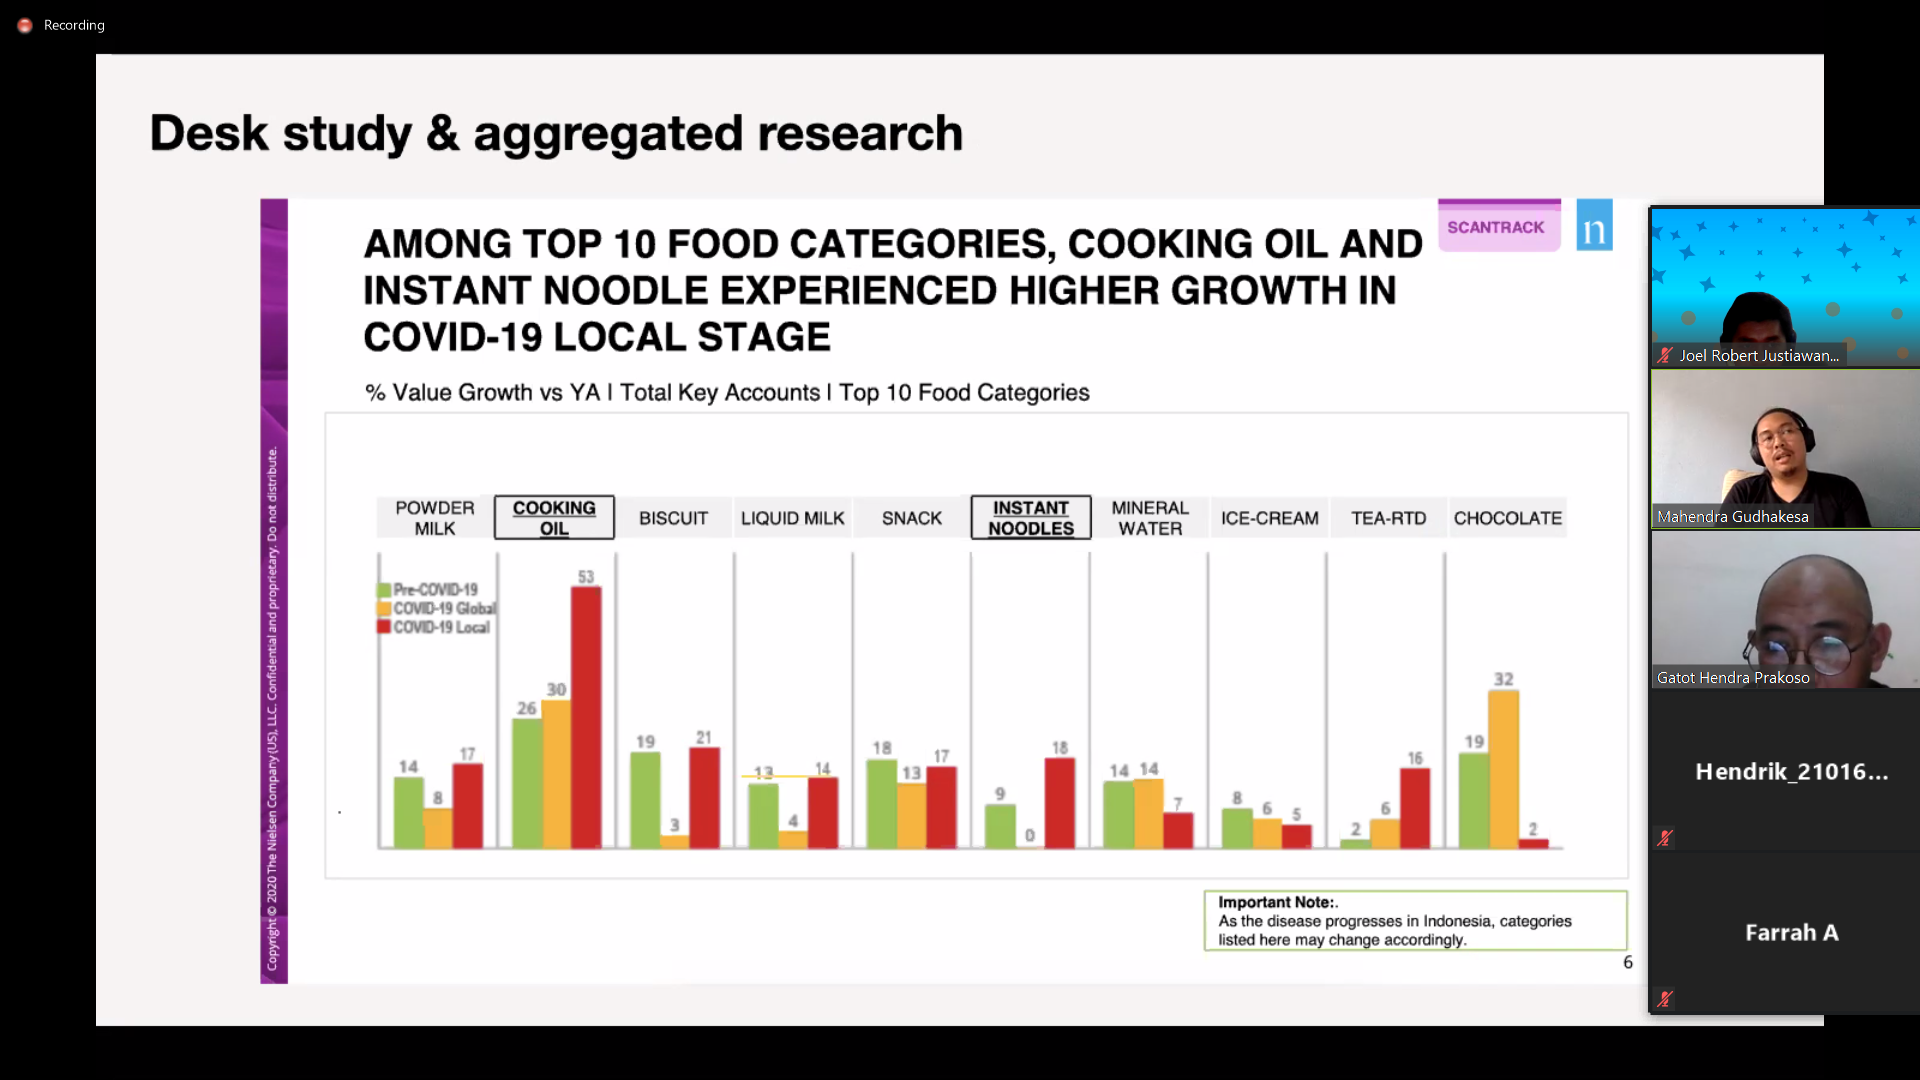 Recording
Desk study & aggregated research
AMONG TOP 10 FOOD CATEGORIES, COOKING OIL AND
INSTANT NOODLE EXPERIENCED HIGHER GROWTH IN
COVID-19 LOCAL STAGE
SCANTRACK
n
% Value Growth vs YA I Total Key Accounts I Top 10 Food Categories
POWDER
MILK
COOKING
OIL
BISCUIT
LIQUID MILK
SNACK
INSTANT
NOODLES
MINERAL
WATER
ICE-CREAM
TEA-RTD
CHOCOLATE
Pre-COVID-19
COVID-19 Global
COVID-19 Local
14
8
17
26
30
53
19
3
21
13
4
14
18
13
17
9
0
18
14
14
7
8
6
5
2
6
16
19
32
2
Important Note:.
As the disease progresses in Indonesia, categories
listed here may change accordingly.
6
Copyright © 2020 The Nielsen Company (US), LLC. Confidential and proprietary. Do not distribute.
Joel Robert Justiawan...
Mahendra Gudhakesa
Gatot Hendra Prakoso
Hendrik_21016...
Farrah A